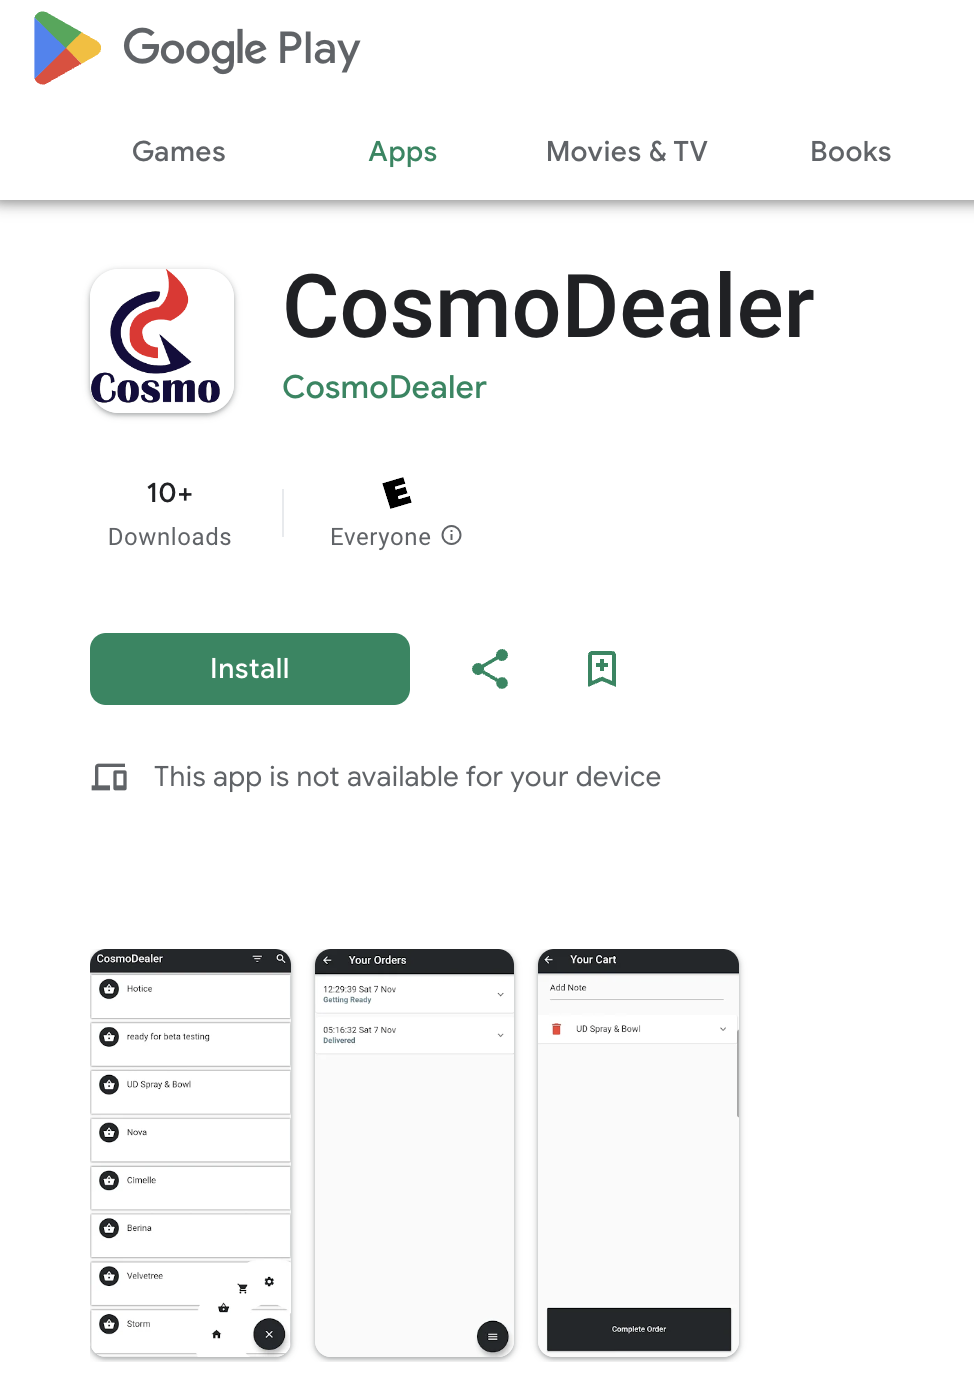 Google Play
Games Apps Movies & TV Books
Cosmo
CosmoDealer
CosmoDealer
10+
Downloads
E
Everyone
Install
This app is not available for your device
CosmoDealer
Hotice
ready for beta testing
UD Spray & Bowl
Nova
Cimelle
Berina
Velvetree
Storm
Your Orders
12:29:39 Sat 7 Nov
Getting Ready
05:16:32 Sat 7 Nov
Delivered
Your Cart
Add Note
UD Spray & Bowl
Complete Order